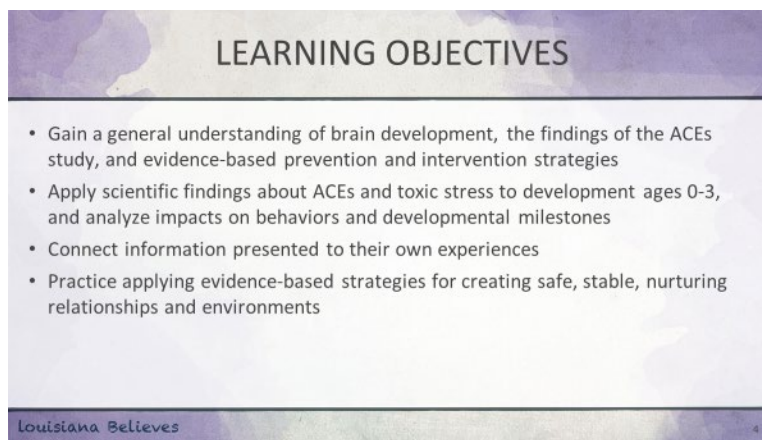 LEARNING OBJECTIVES
• Gain a general understanding of brain development, the findings of the ACEs
study, and evidence-based prevention and intervention strategies
• Apply scientific findings about ACEs and toxic stress to development ages 0-3,
and analyze impacts on behaviors and developmental milestones
• Connect information presented to their own experiences
• Practice applying evidence-based strategies for creating safe, stable, nurturing
relationships and environments
Louisiana Believes
4